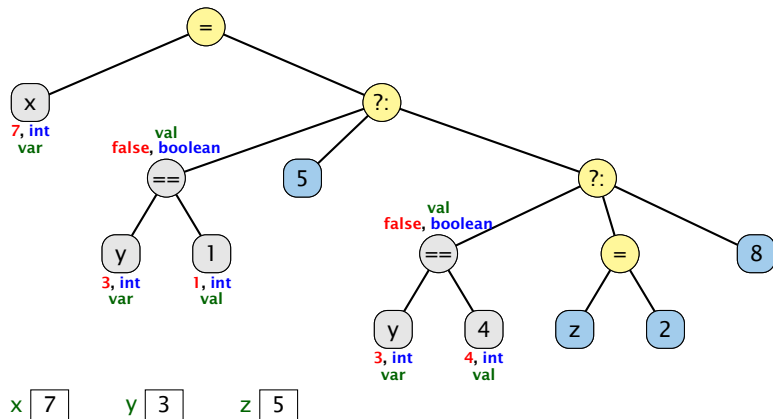 =
x
7, int
var
?:
val
false, boolean
==
5
?:
y
3, int
var
1
1, int
val
val
false, boolean
==
=
8
y
3, int
var
4
4, int
val
z
2
x 7 y 3 z 5